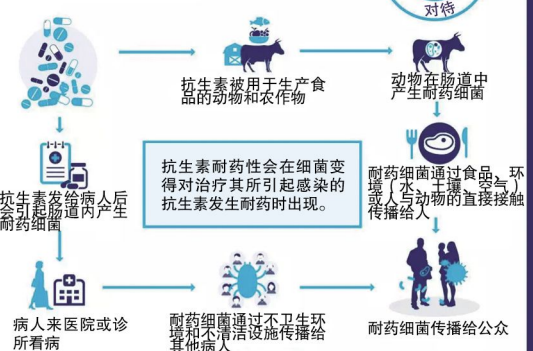 对待
抗生素被用于生产食
品的动物和农作物
动物在肠道中
产生耐药细菌
抗生素发给病人后
会引起肠道内产生
耐药细菌
抗生素耐药性会在细菌变
得对治疗其所引起感染的
抗生素发生耐药时出现。
耐药细菌通过食品、环
境（水、土壤、空气）
或人与动物的直接接触
传播给人
病人来医院或诊
所看病
耐药细菌通过不卫生环
境和不清洁设施传播给
其他病人
耐药细菌传播给公众